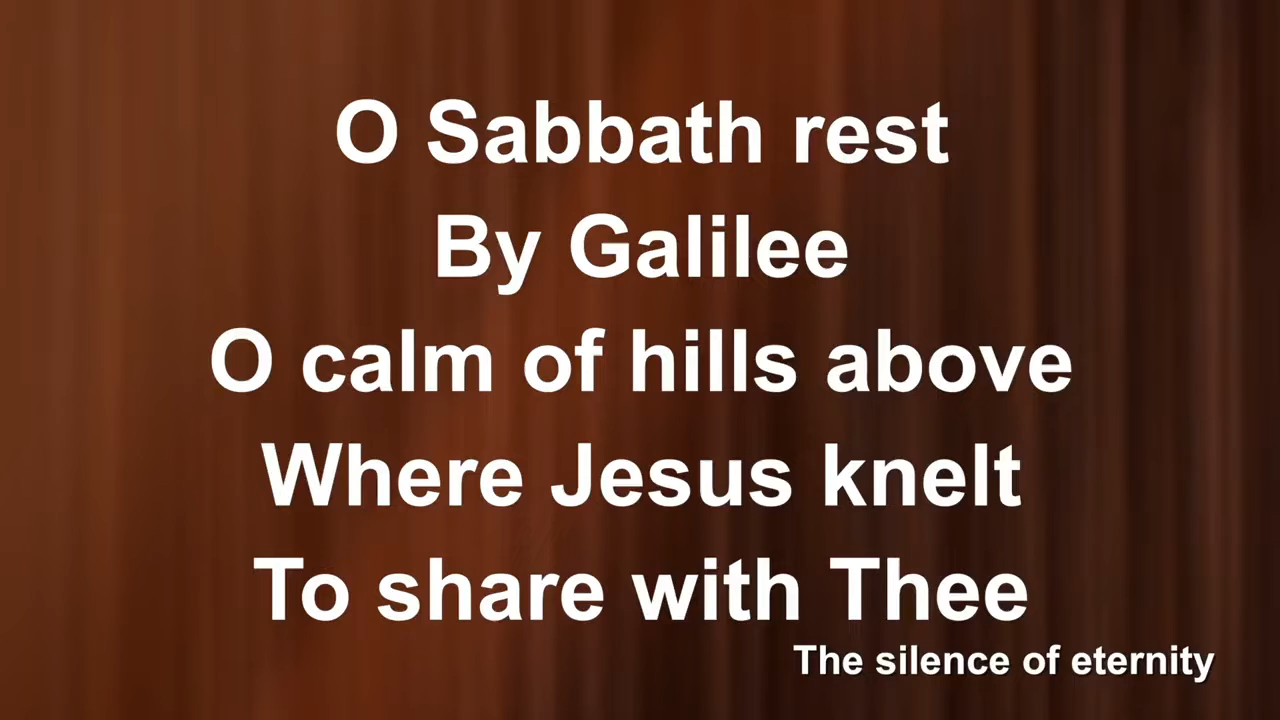 O Sabbath rest
By Galilee
O calm of hills above
Where Jesus knelt
To share with Thee
The silence of eternity